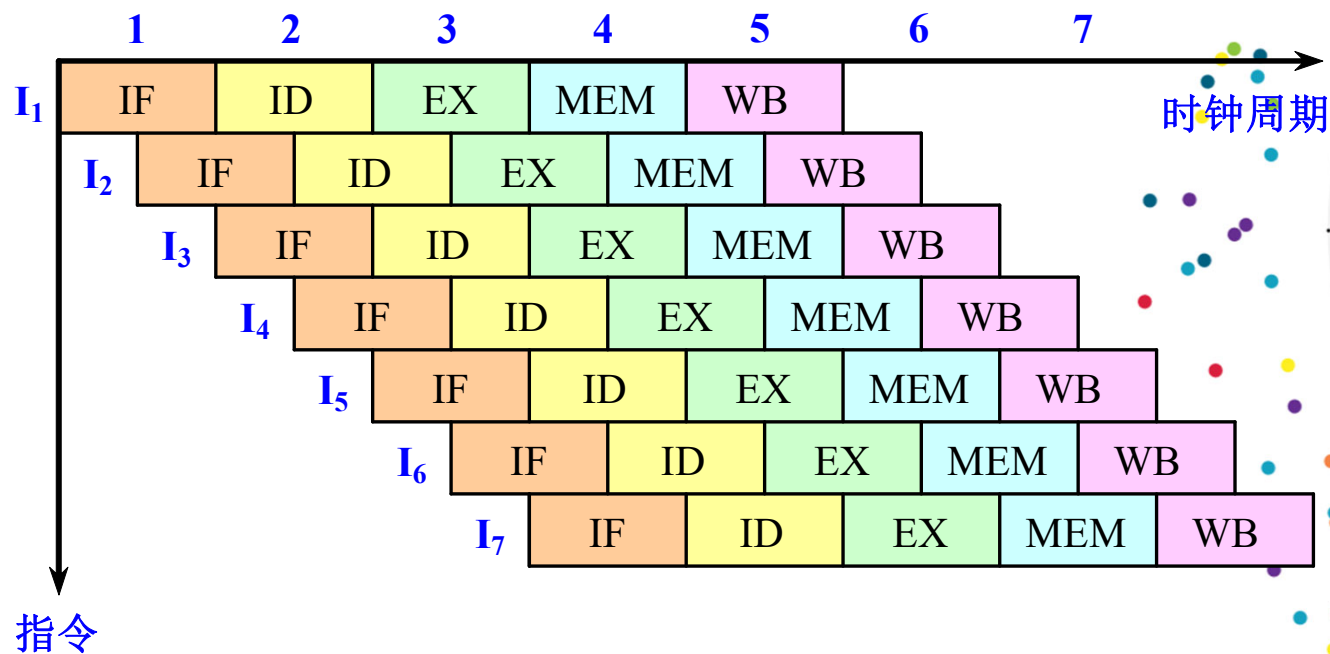 1 2 3 4 5 6 7
I₁ IF ID EX MEM WB
时钟周期
I₂ IF ID EX MEM WB
I₃ IF ID EX MEM WB
I₄ IF ID EX MEM WB
I₅ IF ID EX MEM WB
I₆ IF ID EX MEM WB
I₇ IF ID EX MEM WB
指令